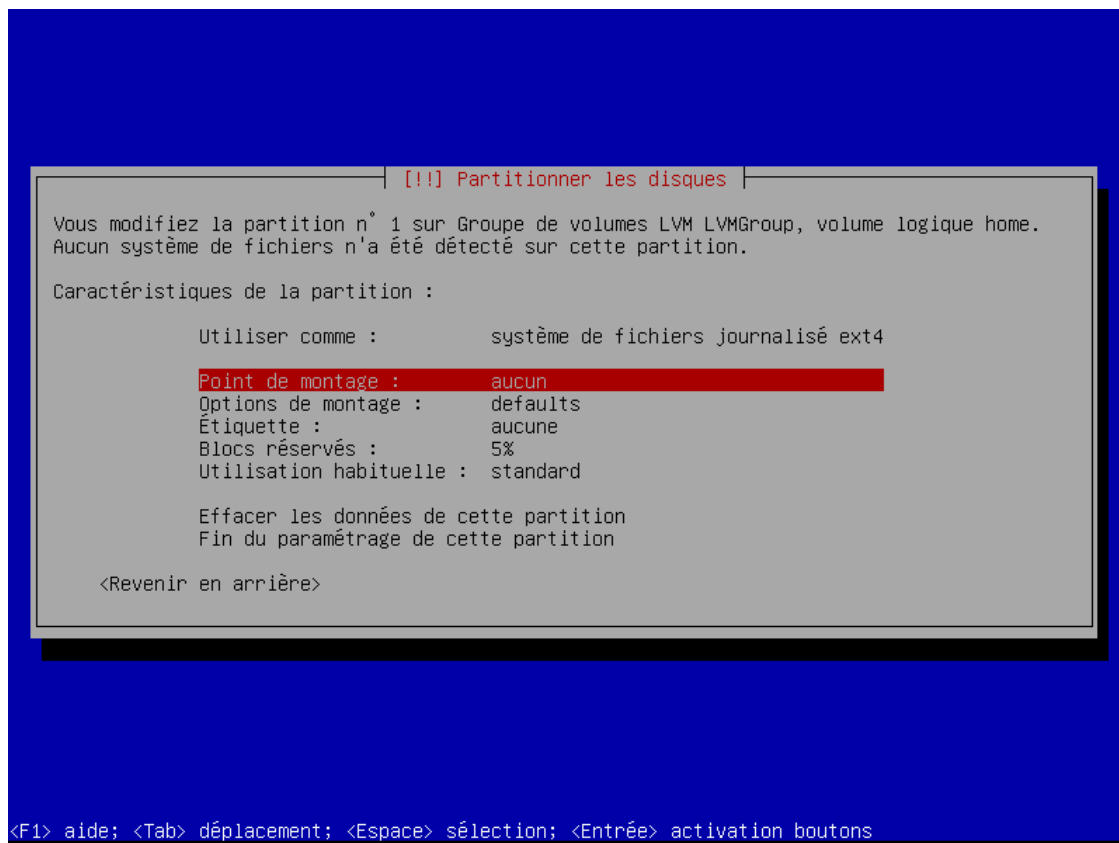 [!!] Partitionner les disques
Vous modifiez la partition n° 1 sur Groupe de volumes LVM LVMGroup, volume logique home.
Aucun système de fichiers n'a été détecté sur cette partition.
Caractéristiques de la partition :
Utiliser comme : système de fichiers journalisé ext4
Point de montage : aucun
Options de montage : defaults
Étiquette : aucune
Blocs réservés : 5%
Utilisation habituelle : standard
Effacer les données de cette partition
Fin du paramétrage de cette partition
<Revenir en arrière>
<F1> aide; <Tab> déplacement; <Espace> sélection; <Entrée> activation boutons